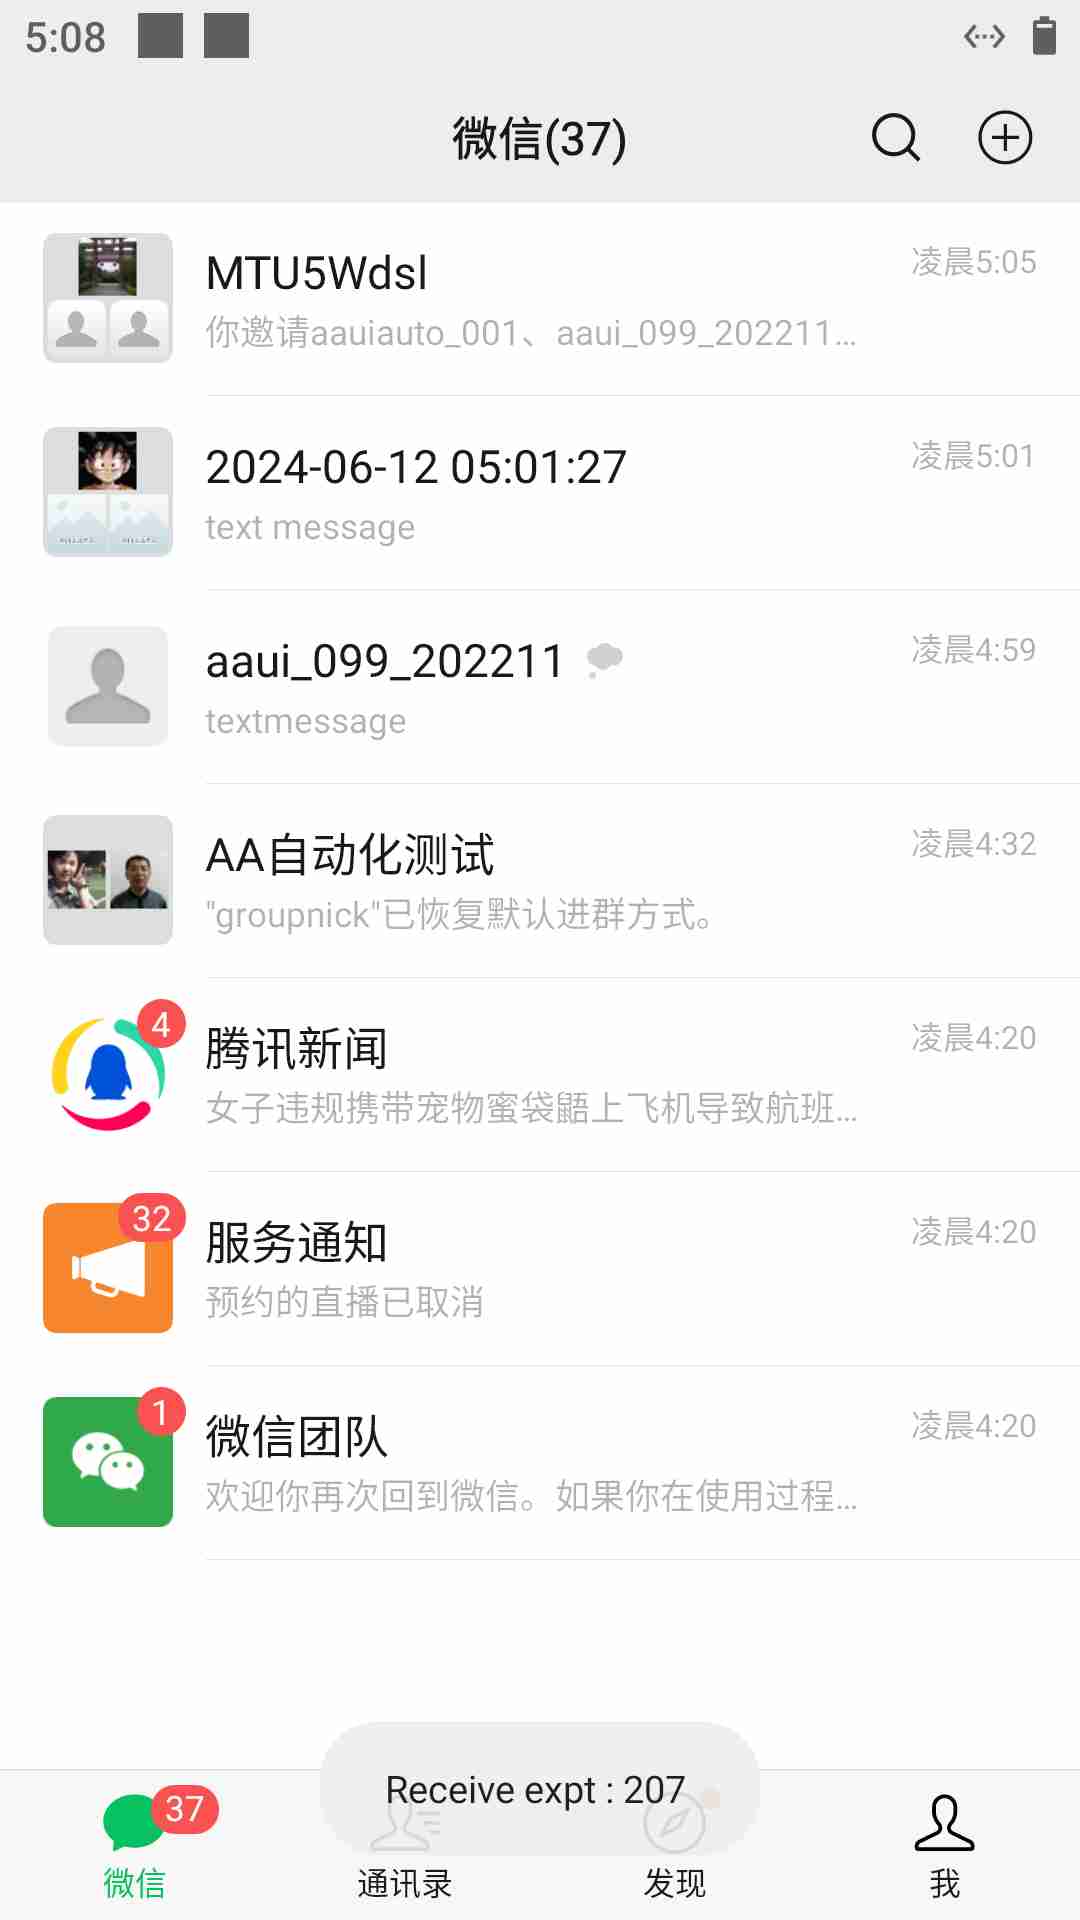 5:08
微信(37)
MTU5Wdsl
凌晨5:05
你邀请aauiauto_001、aaui_099_202211...
2024-06-12 05:01:27
凌晨5:01
text message
aaui_099_202211
凌晨4:59
textmessage
AA自动化测试
凌晨4:32
"groupnick"已恢复默认进群方式。
4
腾讯新闻
凌晨4:20
女子违规携带宠物蜜袋鼯上飞机导致航班...
32
服务通知
凌晨4:20
预约的直播已取消
1
微信团队
凌晨4:20
欢迎你再次回到微信。如果你在使用过程...
Receive expt : 207
37
微信
通讯录
发现
我